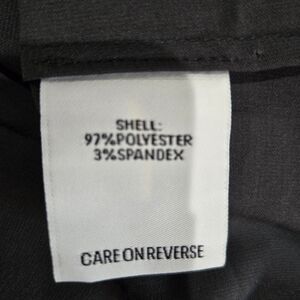 SHELL:
97%POLYESTER
3%SPANDEX
CARE ON REVERSE